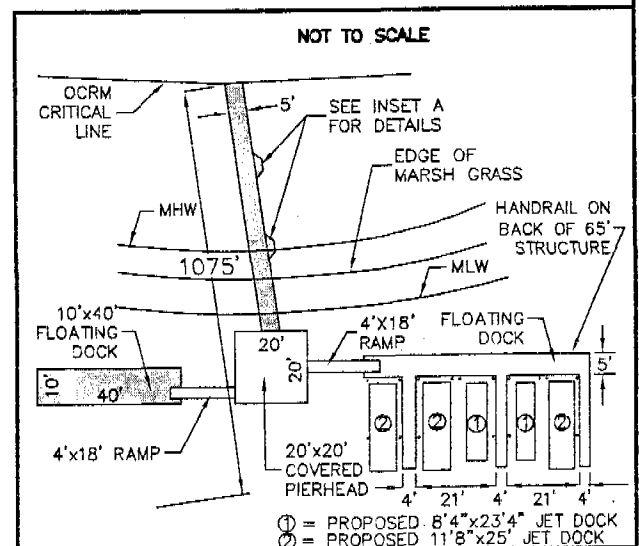 NOT TO SCALE
OCRM
CRITICAL
LINE
5'
SEE INSET A
FOR DETAILS
EDGE OF
MARSH GRASS
HANDRAIL ON
BACK OF 65'
STRUCTURE
MHW
1075'
MLW
10'x40'
FLOATING
DOCK
4'X18'
RAMP
FLOATING
DOCK
20'
20'
5'
10'
40'
4'x18' RAMP
20'x20'
COVERED
PIERHEAD
② ② ① ① ②
4' 21' 4' 21' 4'
① = PROPOSED 8'4"x23'4" JET DOCK
② = PROPOSED 11'8"x25' JET DOCK